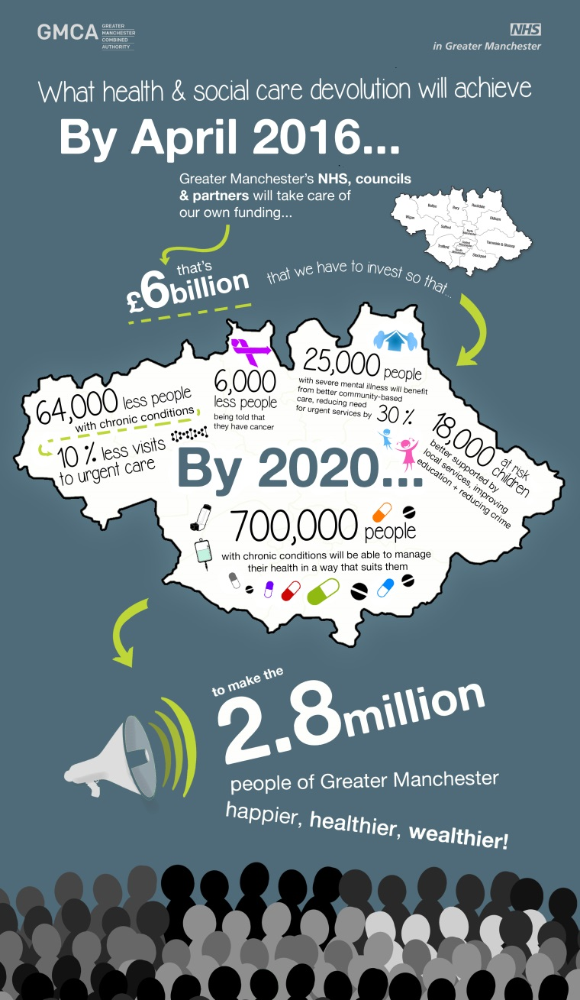 GMCA
GREATER
MANCHESTER
COMBINED
AUTHORITY
NHS
in Greater Manchester
What health & social care devolution will achieve
By April 2016...
Greater Manchester's NHS, councils
& partners will take care of
our own funding...
Bolton
Bury
Rochdale
Wigan
Oldham
Salford
North
Manchester
Trafford
Central
Manchester
South
Manchester
Tameside & Glossop
Stockport
that's
£6billion
that we have to invest so that...
64,000 less people
with chronic conditions
10% less visits
to urgent care
6,000
less people
being told that
they have cancer
25,000 people
with severe mental illness will benefit
from better community-based
care, reducing need
for urgent services by 30%
18,000 at risk
children
better supported by
local services, improving
education + reducing crime
By 2020...
700,000 people
with chronic conditions will be able to manage
their health in a way that suits them
to make the
2.8million
people of Greater Manchester
happier, healthier, wealthier!